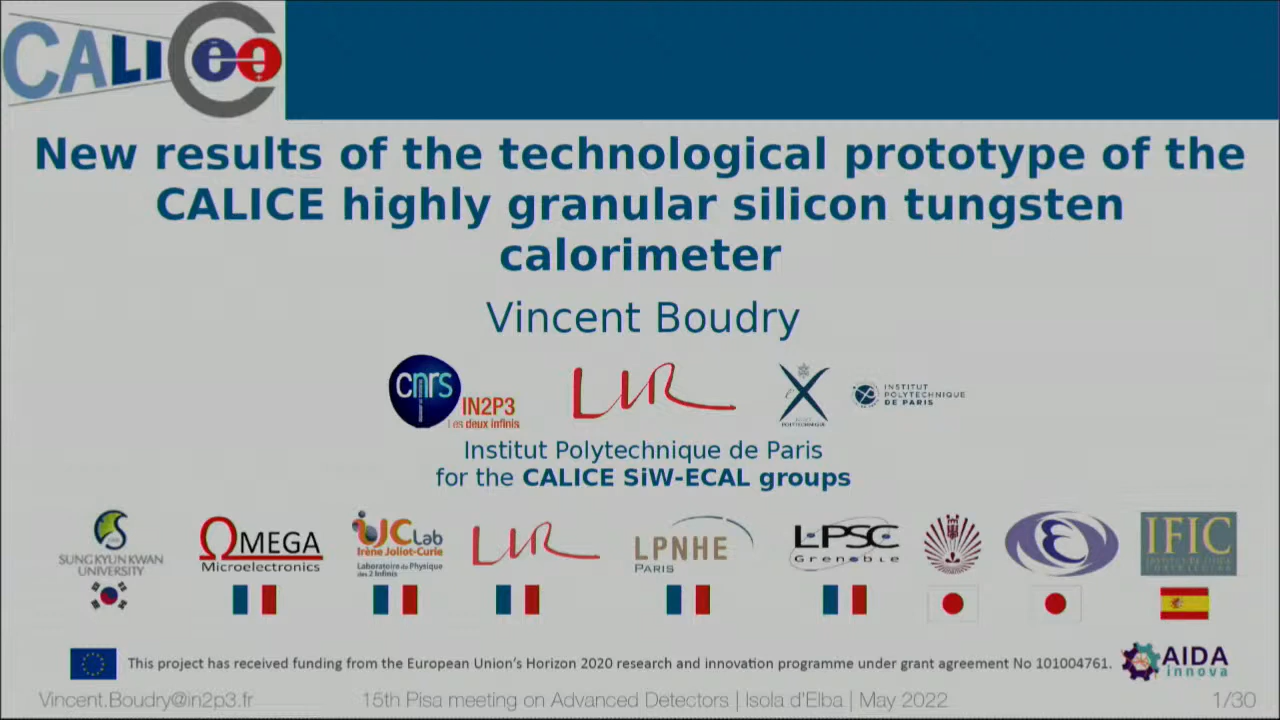 CALICE
New results of the technological prototype of the
CALICE highly granular silicon tungsten
calorimeter
Vincent Boudry
cnrs
IN2P3
Les deux infinis
LLR
INSTITUT
POLYTECHNIQUE
DE PARIS
Institut Polytechnique de Paris
for the CALICE SiW-ECAL groups
SUNGKYUNKWAN
UNIVERSITY
ΩMEGA
Microelectronics
iJCLab
Irène Joliot-Curie
Laboratoire de Physique
des 2 Infinis
LLR
LPNHE
PARIS
LPSC
Grenoble
IFIC
This project has received funding from the European Union's Horizon 2020 research and innovation programme under grant agreement No 101004761.
AIDA
innova
Vincent.Boudry@in2p3.fr 15th Pisa meeting on Advanced Detectors | Isola d'Elba | May 2022 1/30